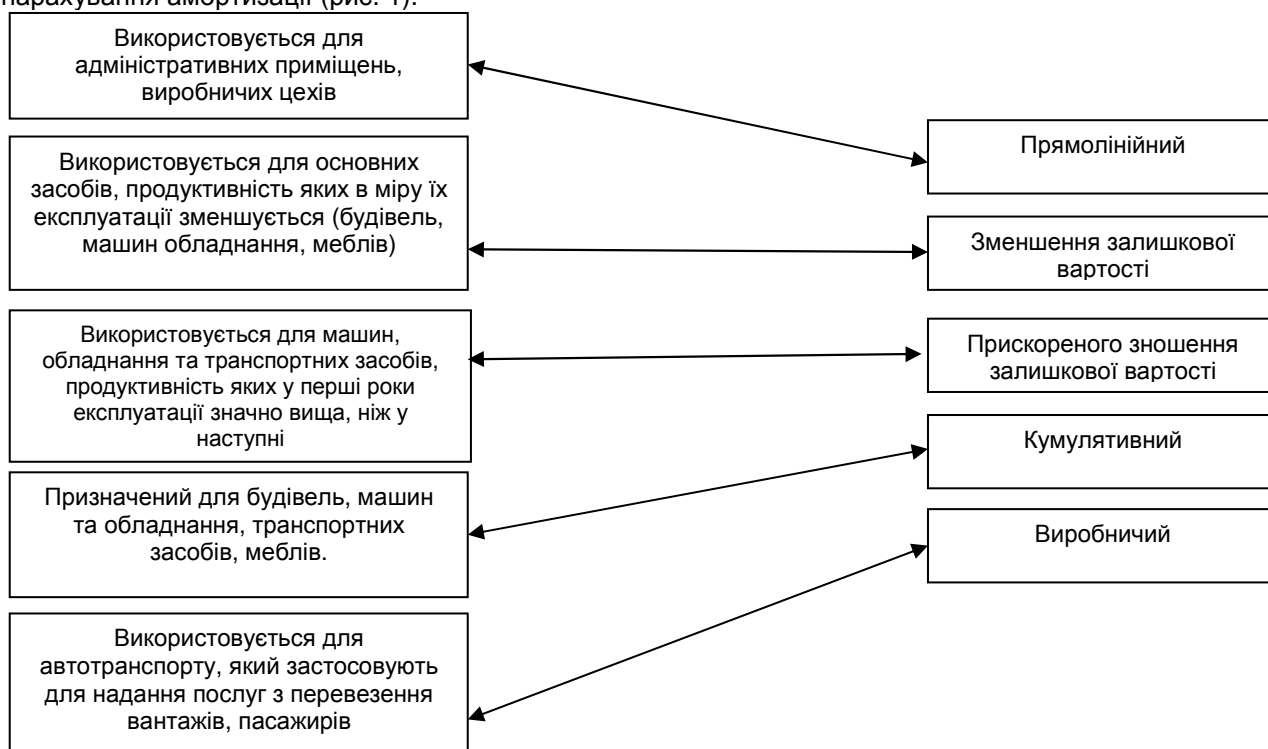 нарахування амортизації (рис. 1).
Використовується для
адміністративних приміщень,
виробничих цехів
Прямолінійний
Використовується для основних
засобів, продуктивність яких в міру їх
експлуатації зменшується (будівель,
машин обладнання, меблів)
Зменшення залишкової
вартості
Використовується для машин,
обладнання та транспортних засобів,
продуктивність яких у перші роки
експлуатації значно вища, ніж у
наступні
Прискореного зношення
залишкової вартості
Кумулятивний
Призначений для будівель, машин
та обладнання, транспортних
засобів, меблів.
Виробничий
Використовується для
автотранспорту, який застосовують
для надання послуг з перевезення
вантажів, пасажирів